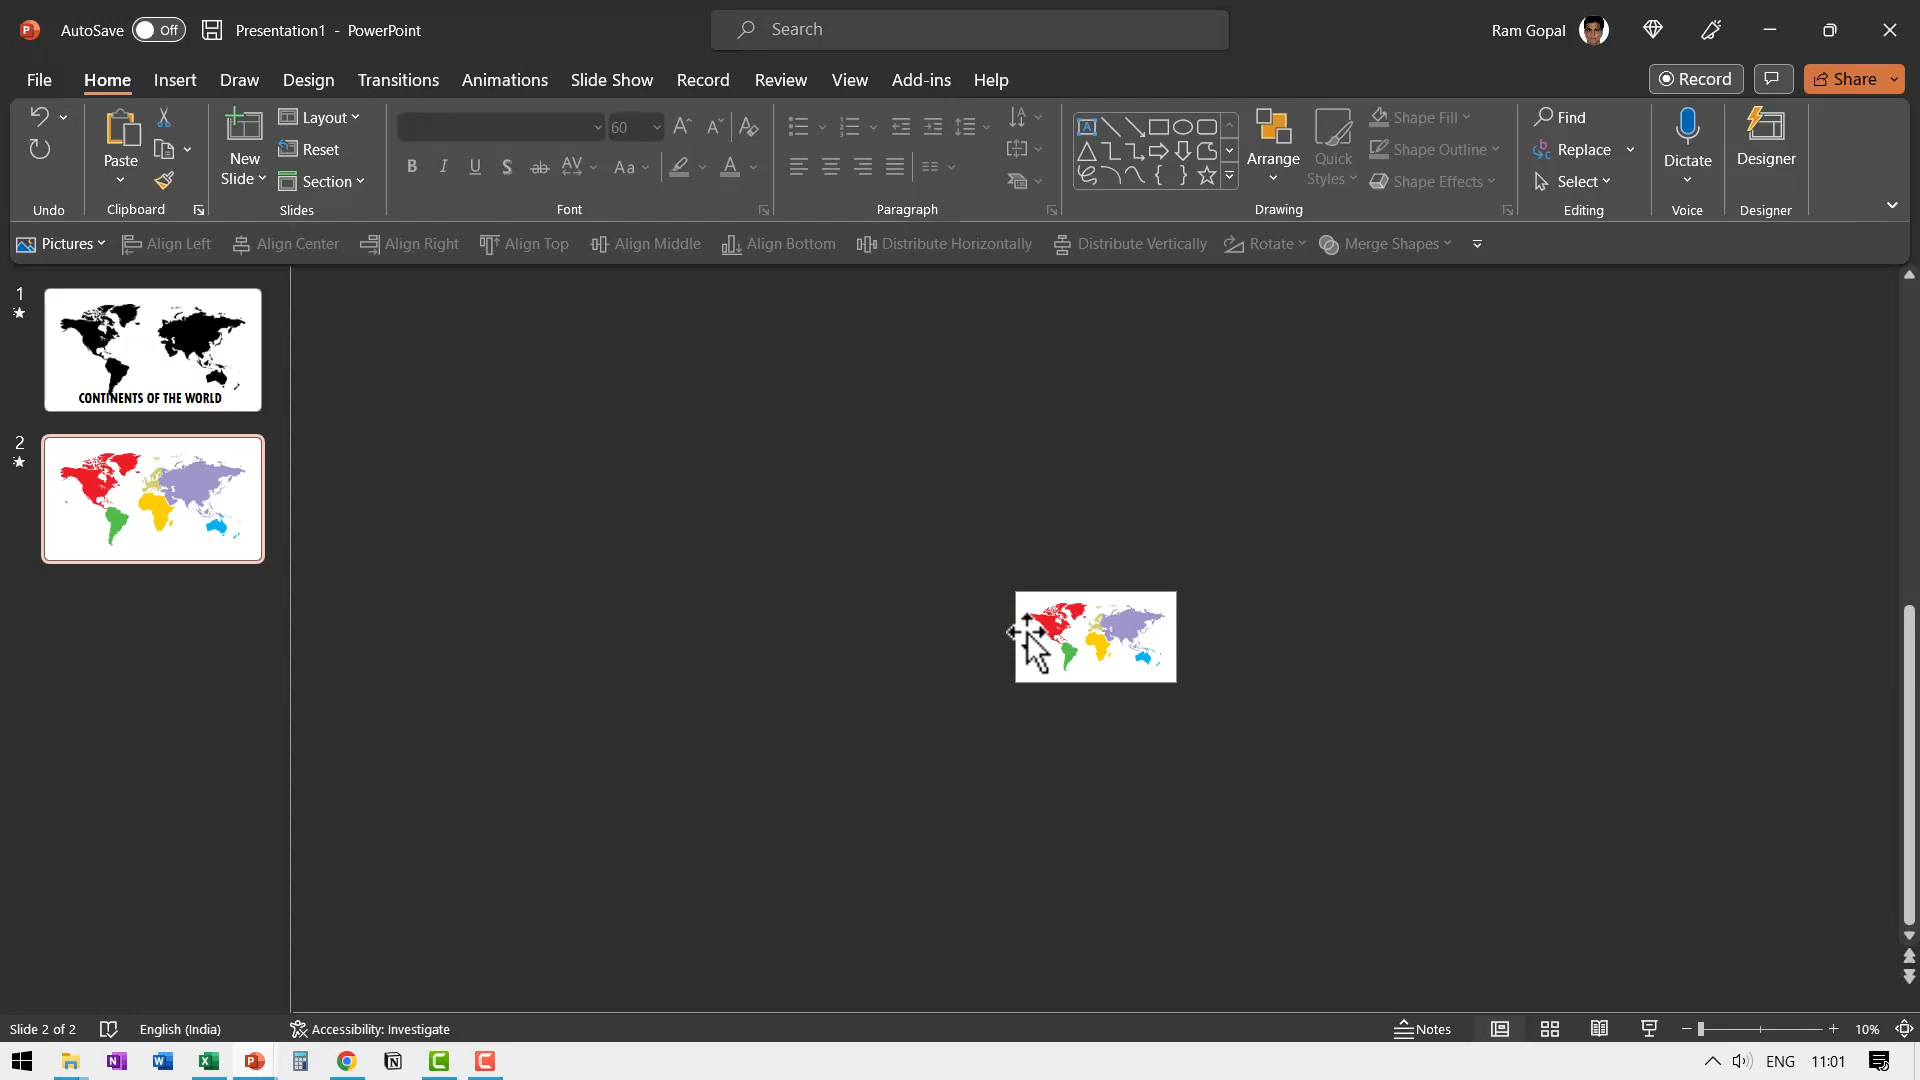 AutoSave Off Presentation1 - PowerPoint Search Ram Gopal
File Home Insert Draw Design Transitions Animations Slide Show Record Review View Add-ins Help Record Share
Paste
New
Slide
Layout
Reset
Section
60
B I U S ab AV Aa A
Arrange
Quick
Styles
Shape Fill
Shape Outline
Shape Effects
Find
Replace
Select
Dictate
Designer
Undo Clipboard Slides Font Paragraph Drawing Editing Voice Designer
Pictures Align Left Align Center Align Right Align Top Align Middle Align Bottom Distribute Horizontally Distribute Vertically Rotate Merge Shapes
1
CONTINENTS OF THE WORLD
2
Slide 2 of 2 English (India) Accessibility: Investigate Notes 10%
ENG 11:01